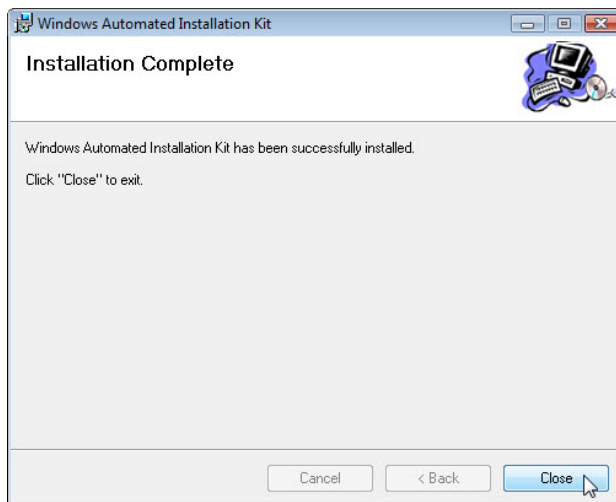 Windows Automated Installation Kit
Installation Complete
Windows Automated Installation Kit has been successfully installed.
Click "Close" to exit.
Cancel
< Back
Close